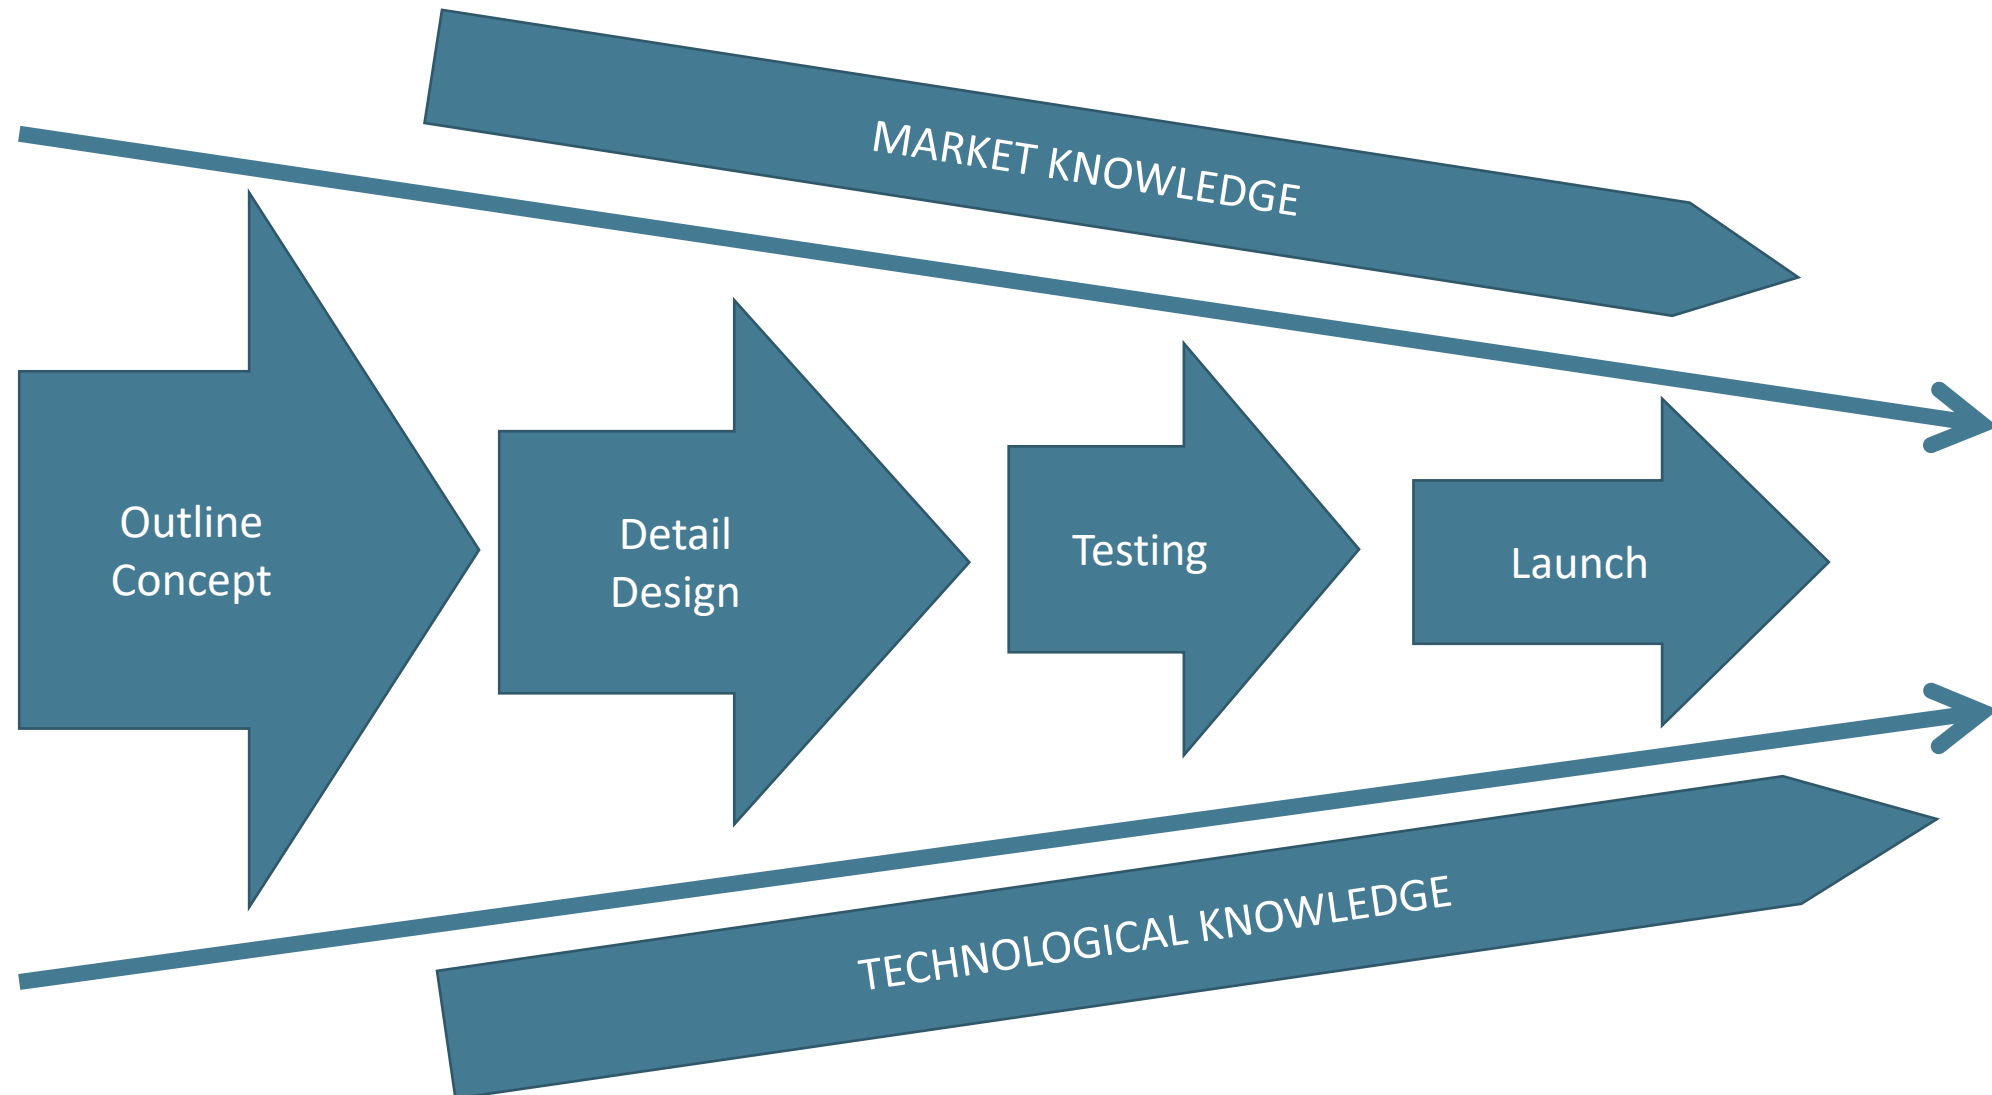 MARKET KNOWLEDGE
Outline
Concept
Detail
Design
Testing
Launch
TECHNOLOGICAL KNOWLEDGE